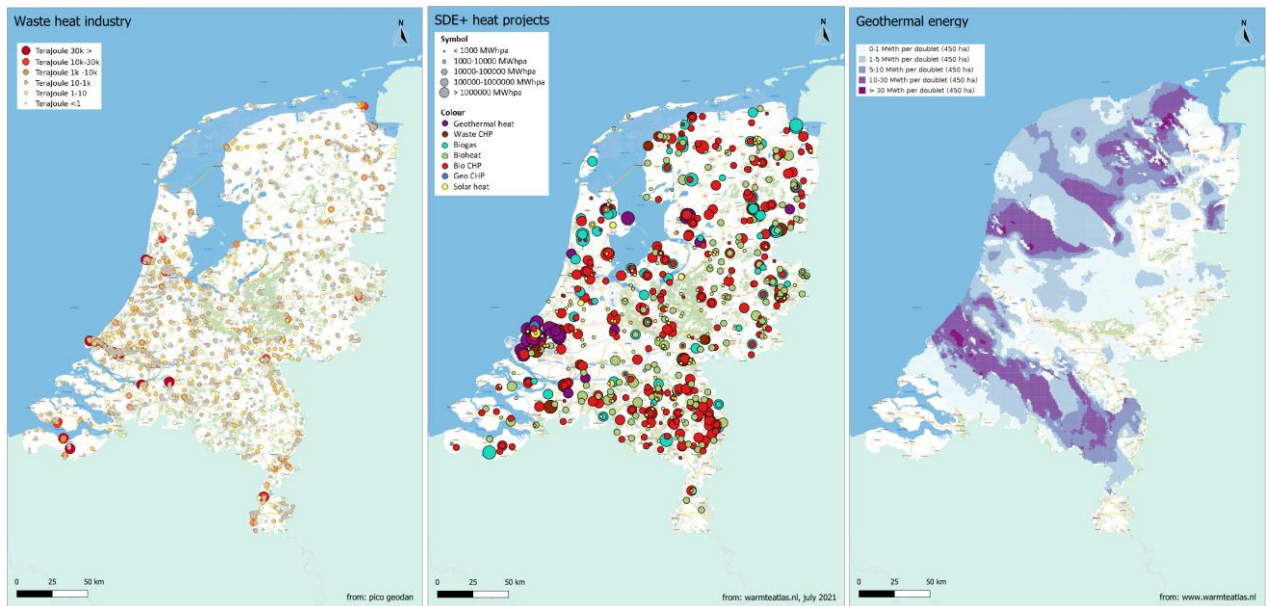 Waste heat industry
N
TeraJoule 30k >
TeraJoule 10k-30k
TeraJoule 1k -10k
TeraJoule 10-1k
TeraJoule 1-10
TeraJoule <1
0 25 50 km
from: pico geodan
SDE+ heat projects
N
Symbol
< 1000 MWhpa
1000-10000 MWhpa
10000-100000 MWhpa
100000-1000000 MWhpa
> 1000000 MWhpa
Colour
Geothermal heat
Waste CHP
Biogas
Bioheat
Bio CHP
Geo CHP
Solar heat
0 25 50 km
from: warmteatlas.nl, july 2021
Geothermal energy
N
0-1 MWth per doublet (450 ha)
1-5 MWth per doublet (450 ha)
5-10 MWth per doublet (450 ha)
10-30 MWth per doublet (450 ha)
> 30 MWth per doublet (450 ha)
0 25 50 km
from: www.warmteatlas.nl